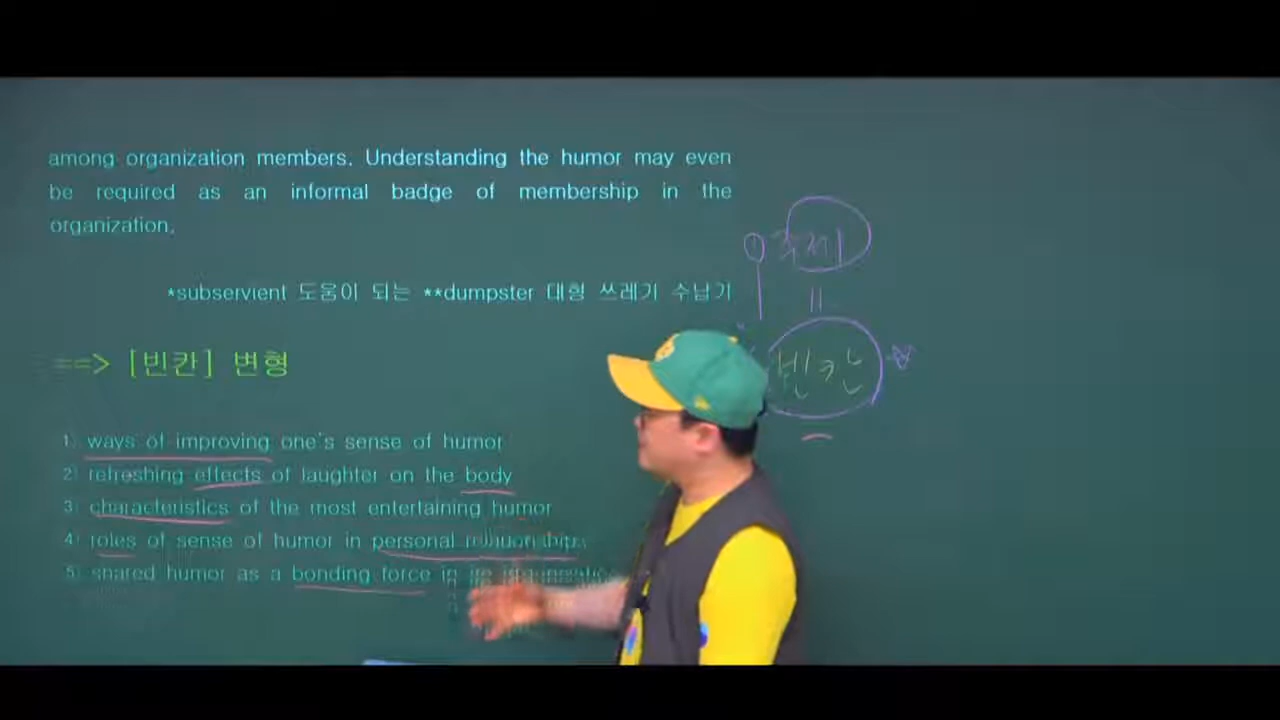 among organization members. Understanding the humor may even
be required as an informal badge of membership in the
organization.
*subservient 도움이 되는 **dumpster 대형 쓰레기 수납기
==> [빈칸] 변형
1) ways of improving one's sense of humor
2) refreshing effects of laughter on the body
3) characteristics of the most entertaining humor
4) roles of sense of humor in personal relationships
5) shared humor as a bonding force in
① 주제
빈칸